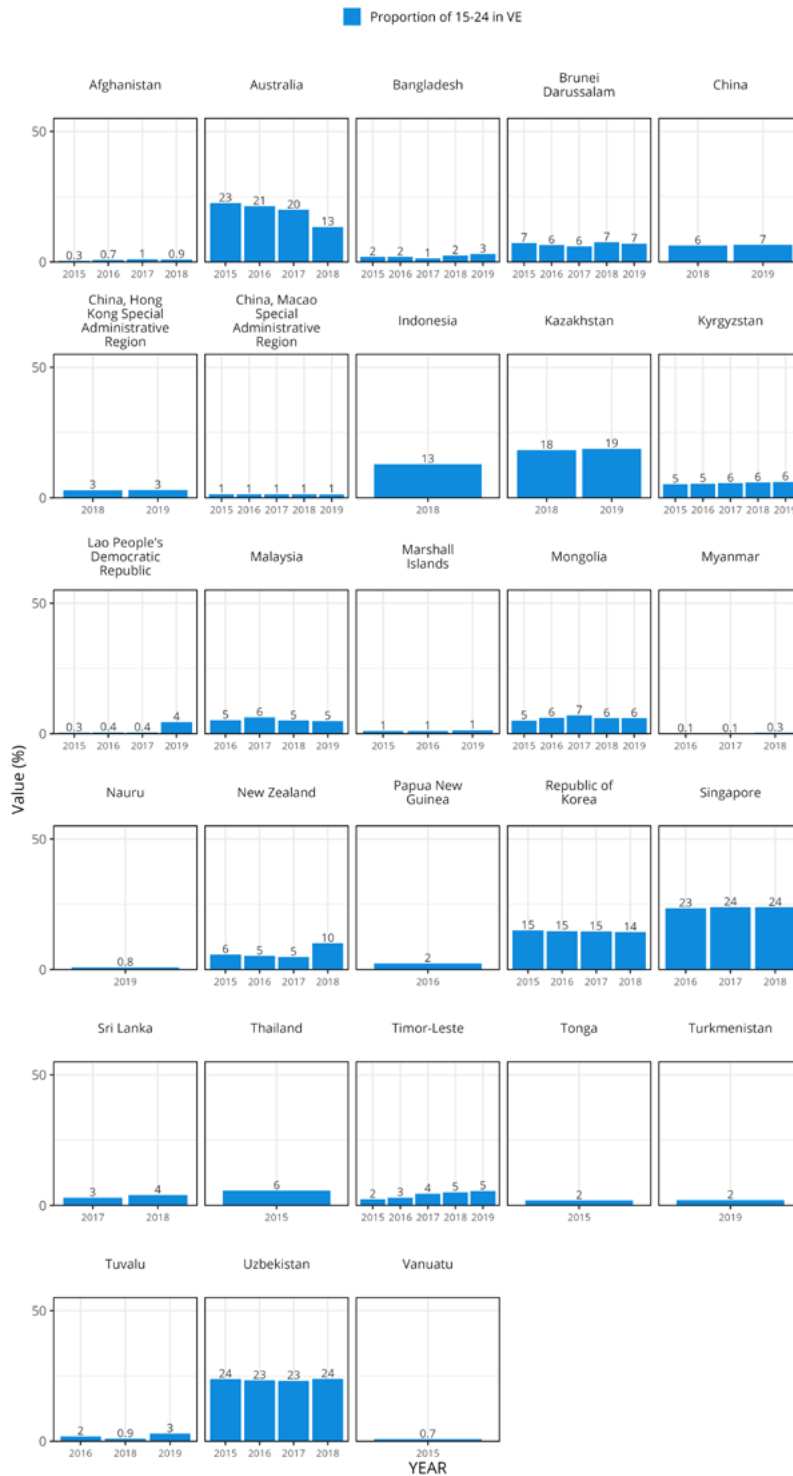 Proportion of 15-24 in VE
Afghanistan
Australia
Bangladesh
Brunei
Darussalam
China
50
0
0.3 0.7 1 0.9
2015 2016 2017 2018
23 21 20 13
2015 2016 2017 2018
2 2 1 2 3
2015 2016 2017 2018 2019
7 6 6 7 7
2015 2016 2017 2018 2019
6 7
2018 2019
China, Hong
Kong Special
Administrative
Region
China, Macao
Special
Administrative
Region
Indonesia
Kazakhstan
Kyrgyzstan
50
0
3 3
2018 2019
1 1 1 1 1
2015 2016 2017 2018 2019
13
2018
18 19
2018 2019
5 5 6 6 6
2015 2016 2017 2018 2019
Lao People's
Democratic
Republic
Malaysia
Marshall
Islands
Mongolia
Myanmar
50
0
0.3 0.4 0.4 4
2015 2016 2017 2019
5 6 5 5
2016 2017 2018 2019
1 1 1
2015 2016 2019
5 6 7 6 6
2015 2016 2017 2018 2019
0.1 0.1 0.3
2016 2017 2018
Value (%)
Nauru
New Zealand
Papua New
Guinea
Republic of
Korea
Singapore
50
0
0.8
2019
6 5 5 10
2015 2016 2017 2018
2
2016
15 15 15 14
2015 2016 2017 2018
23 24 24
2016 2017 2018
Sri Lanka
Thailand
Timor-Leste
Tonga
Turkmenistan
50
0
3 4
2017 2018
6
2015
2 3 4 5 5
2015 2016 2017 2018 2019
2
2015
2
2019
Tuvalu
Uzbekistan
Vanuatu
50
0
2 0.9 3
2016 2018 2019
24 23 23 24
2015 2016 2017 2018
0.7
2015
YEAR